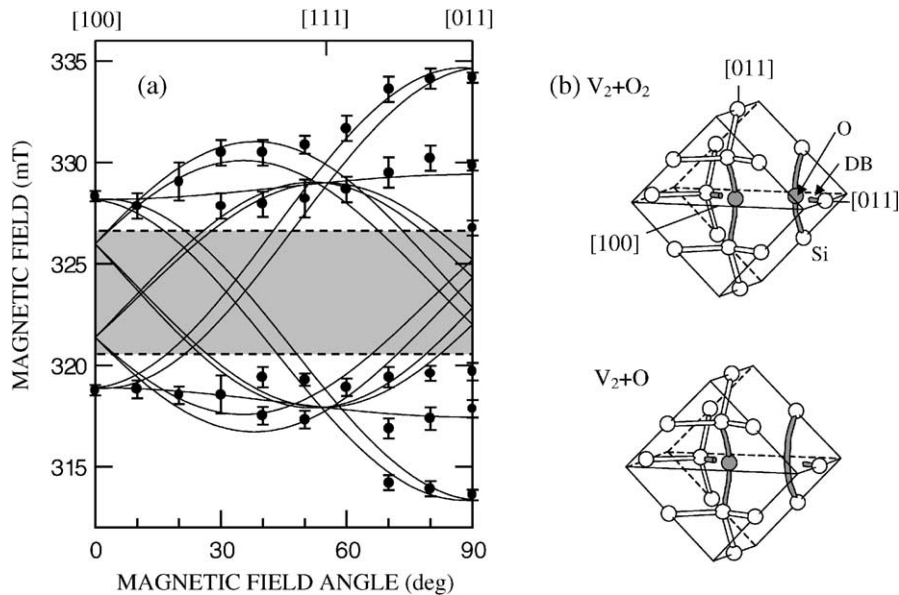 [100] [111] [011]
(a)
335
330
325
320
315
0 30 60 90
MAGNETIC FIELD (mT)
MAGNETIC FIELD ANGLE (deg)
(b) V₂+O₂
[011]
O
DB
[011]
[100]
Si
V₂+O